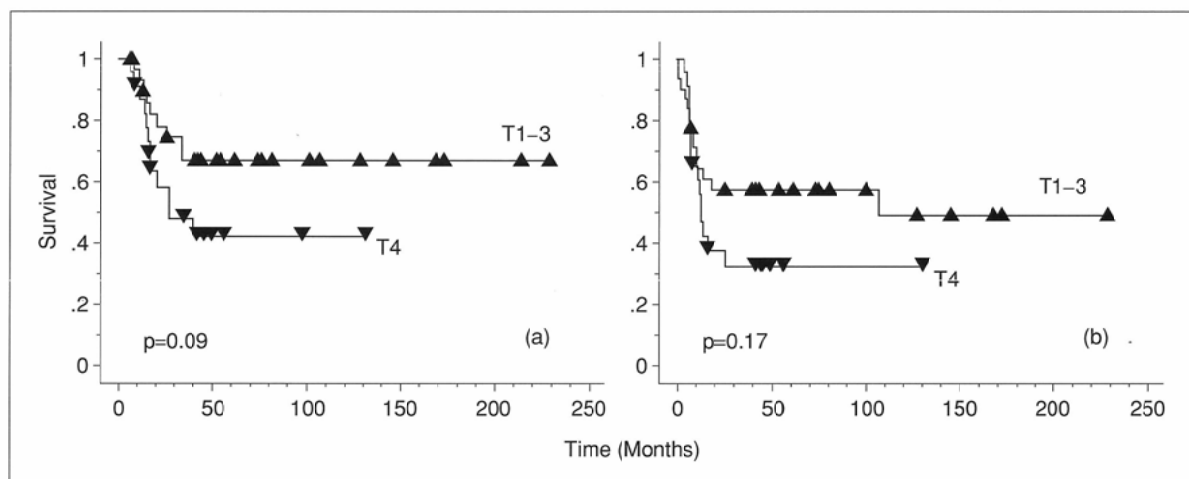 1
.8
.6
.4
.2
0
Survival
T1–3
T4
p=0.09
(a)
0 50 100 150 200 250
1
.8
.6
.4
.2
0
T1–3
T4
p=0.17
(b)
0 50 100 150 200 250
Time (Months)